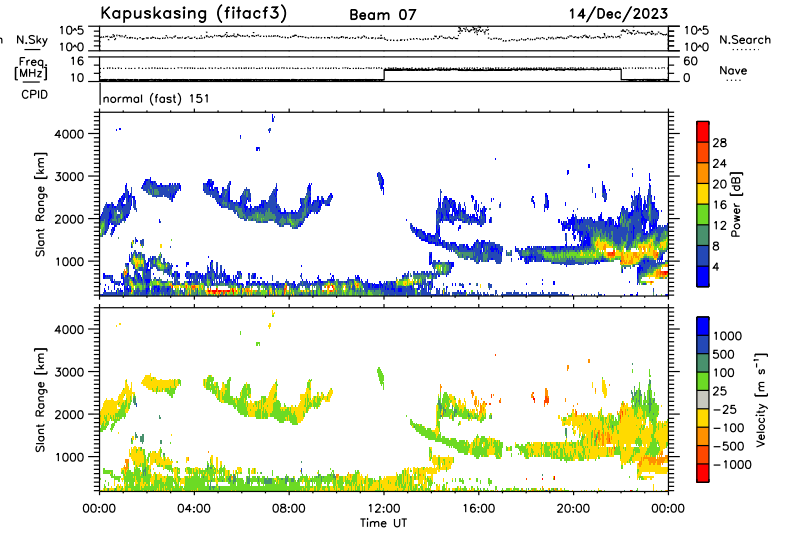 Kapuskasing (fitacf3) Beam 07 14/Dec/2023
N.Sky 10^5 10^0 10^5 10^0 N.Search
Freq. [MHz] 16 10 60 0 Nave
CPID normal (fast) 151
Slant Range [km] 4000 3000 2000 1000
28 24 20 16 12 8 4 Power [dB]
Slant Range [km] 4000 3000 2000 1000
1000 500 100 25 −25 −100 −500 −1000 Velocity [m s⁻¹]
00:00 04:00 08:00 12:00 16:00 20:00 00:00
Time UT